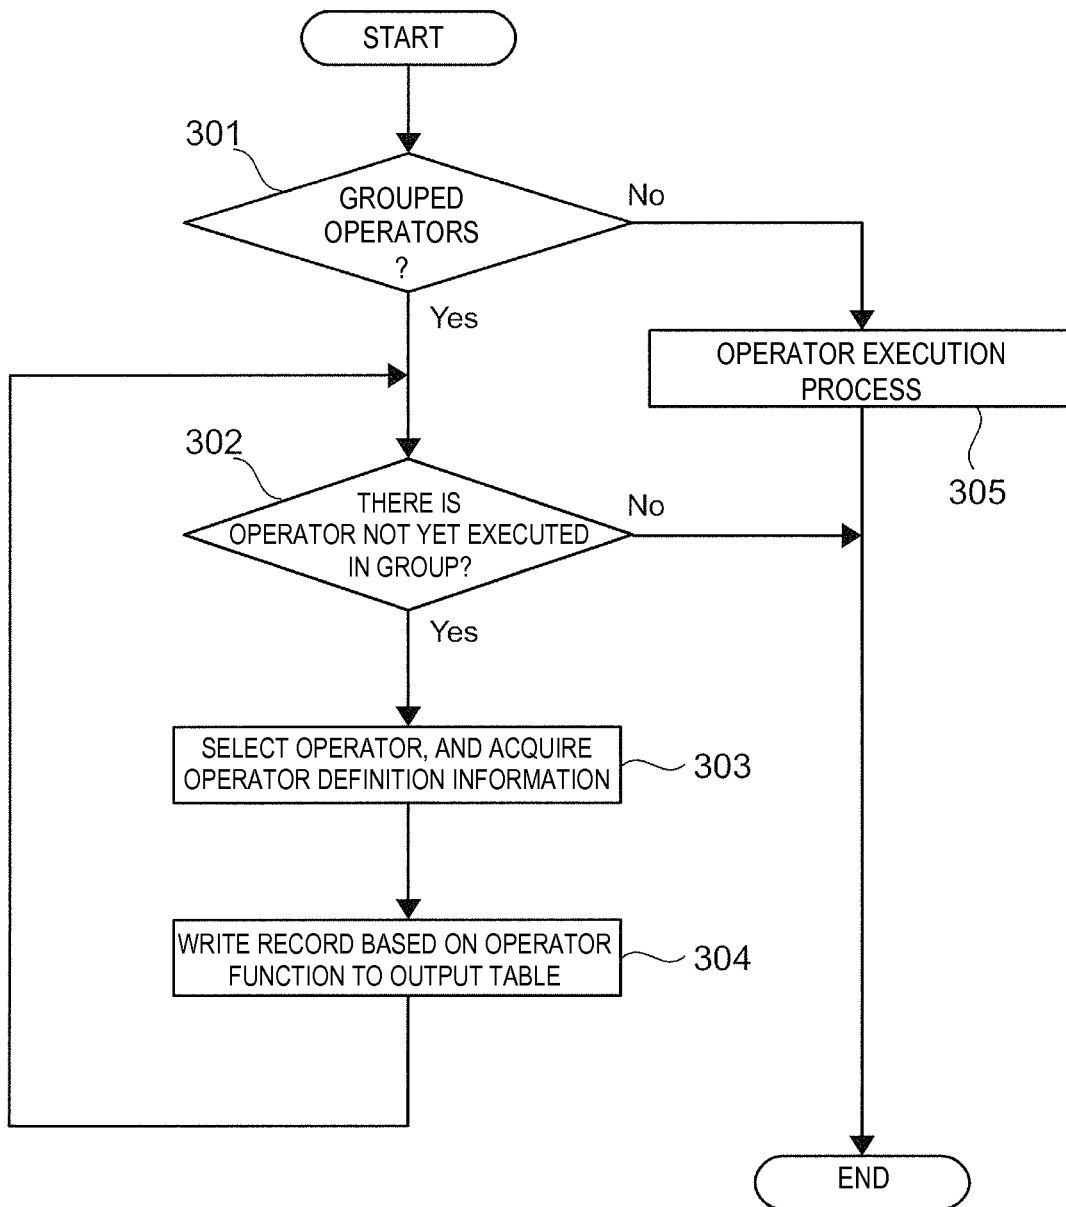 START
301
GROUPED
OPERATORS
?
No
Yes
OPERATOR EXECUTION
PROCESS
305
302
THERE IS
OPERATOR NOT YET EXECUTED
IN GROUP?
No
Yes
SELECT OPERATOR, AND ACQUIRE
OPERATOR DEFINITION INFORMATION
303
WRITE RECORD BASED ON OPERATOR
FUNCTION TO OUTPUT TABLE
304
END